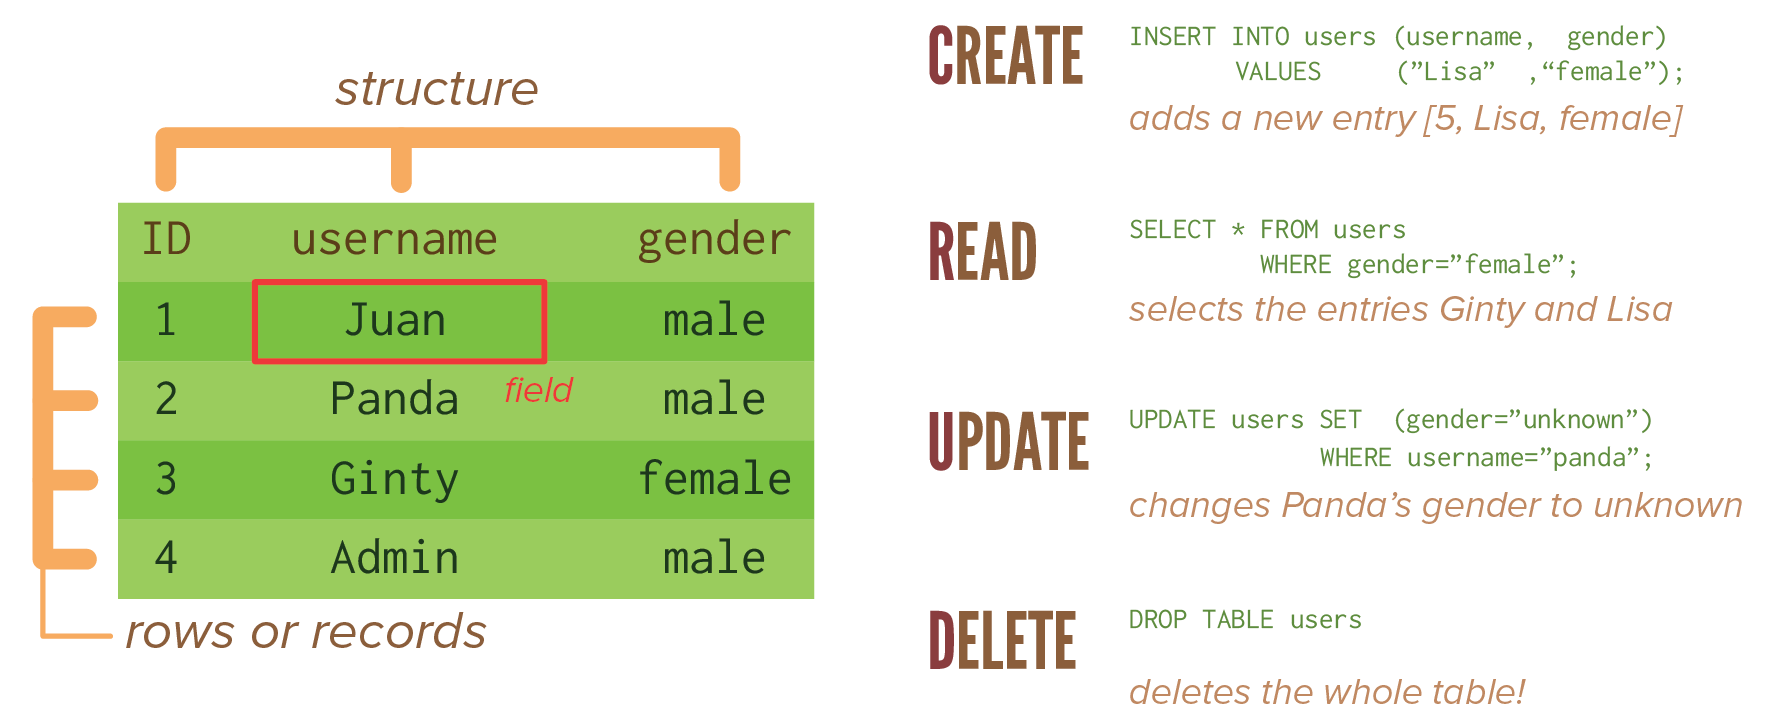 structure
ID username gender
1 Juan male
field
2 Panda male
3 Ginty female
4 Admin male
rows or records
CREATE
INSERT INTO users (username, gender)
VALUES (”Lisa” ,“female”);
adds a new entry [5, Lisa, female]
READ
SELECT * FROM users
WHERE gender=”female”;
selects the entries Ginty and Lisa
UPDATE
UPDATE users SET (gender=”unknown”)
WHERE username=”panda”;
changes Panda’s gender to unknown
DELETE
DROP TABLE users
deletes the whole table!